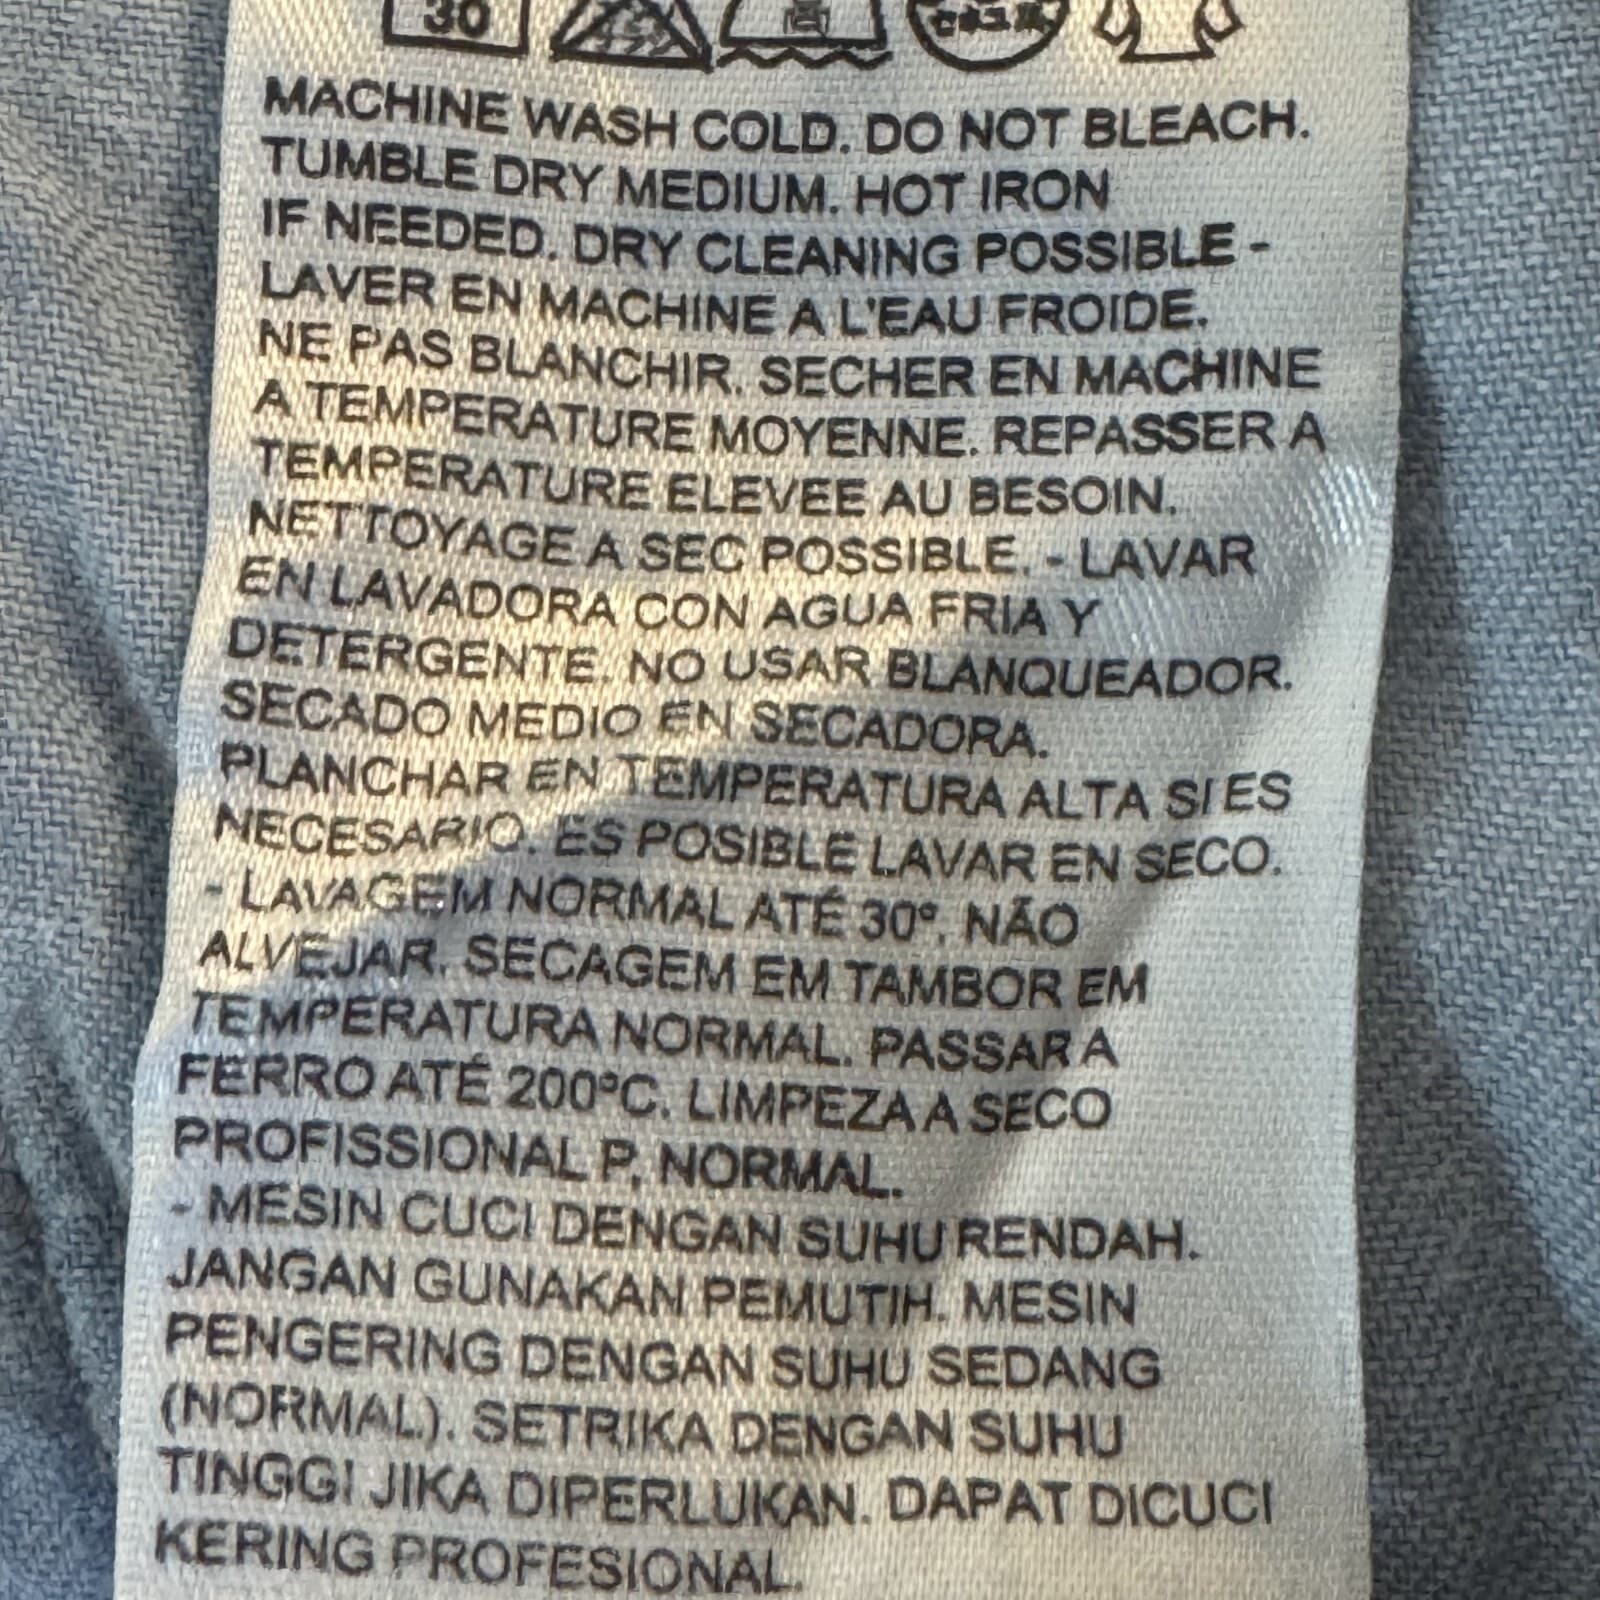 30
MACHINE WASH COLD. DO NOT BLEACH.
TUMBLE DRY MEDIUM. HOT IRON
IF NEEDED. DRY CLEANING POSSIBLE -
LAVER EN MACHINE A L'EAU FROIDE.
NE PAS BLANCHIR. SECHER EN MACHINE
A TEMPERATURE MOYENNE. REPASSER A
TEMPERATURE ELEVEE AU BESOIN.
NETTOYAGE A SEC POSSIBLE. - LAVAR
EN LAVADORA CON AGUA FRIA Y
DETERGENTE. NO USAR BLANQUEADOR.
SECADO MEDIO EN SECADORA.
PLANCHAR EN TEMPERATURA ALTA SI ES
NECESARIO. ES POSIBLE LAVAR EN SECO.
- LAVAGEM NORMAL ATÉ 30º. NÃO
ALVEJAR. SECAGEM EM TAMBOR EM
TEMPERATURA NORMAL. PASSAR A
FERRO ATÉ 200ºC. LIMPEZA A SECO
PROFISSIONAL P, NORMAL.
- MESIN CUCI DENGAN SUHU RENDAH.
JANGAN GUNAKAN PEMUTIH. MESIN
PENGERING DENGAN SUHU SEDANG
(NORMAL). SETRIKA DENGAN SUHU
TINGGI JIKA DIPERLUKAN. DAPAT DICUCI
KERING PROFESIONAL.